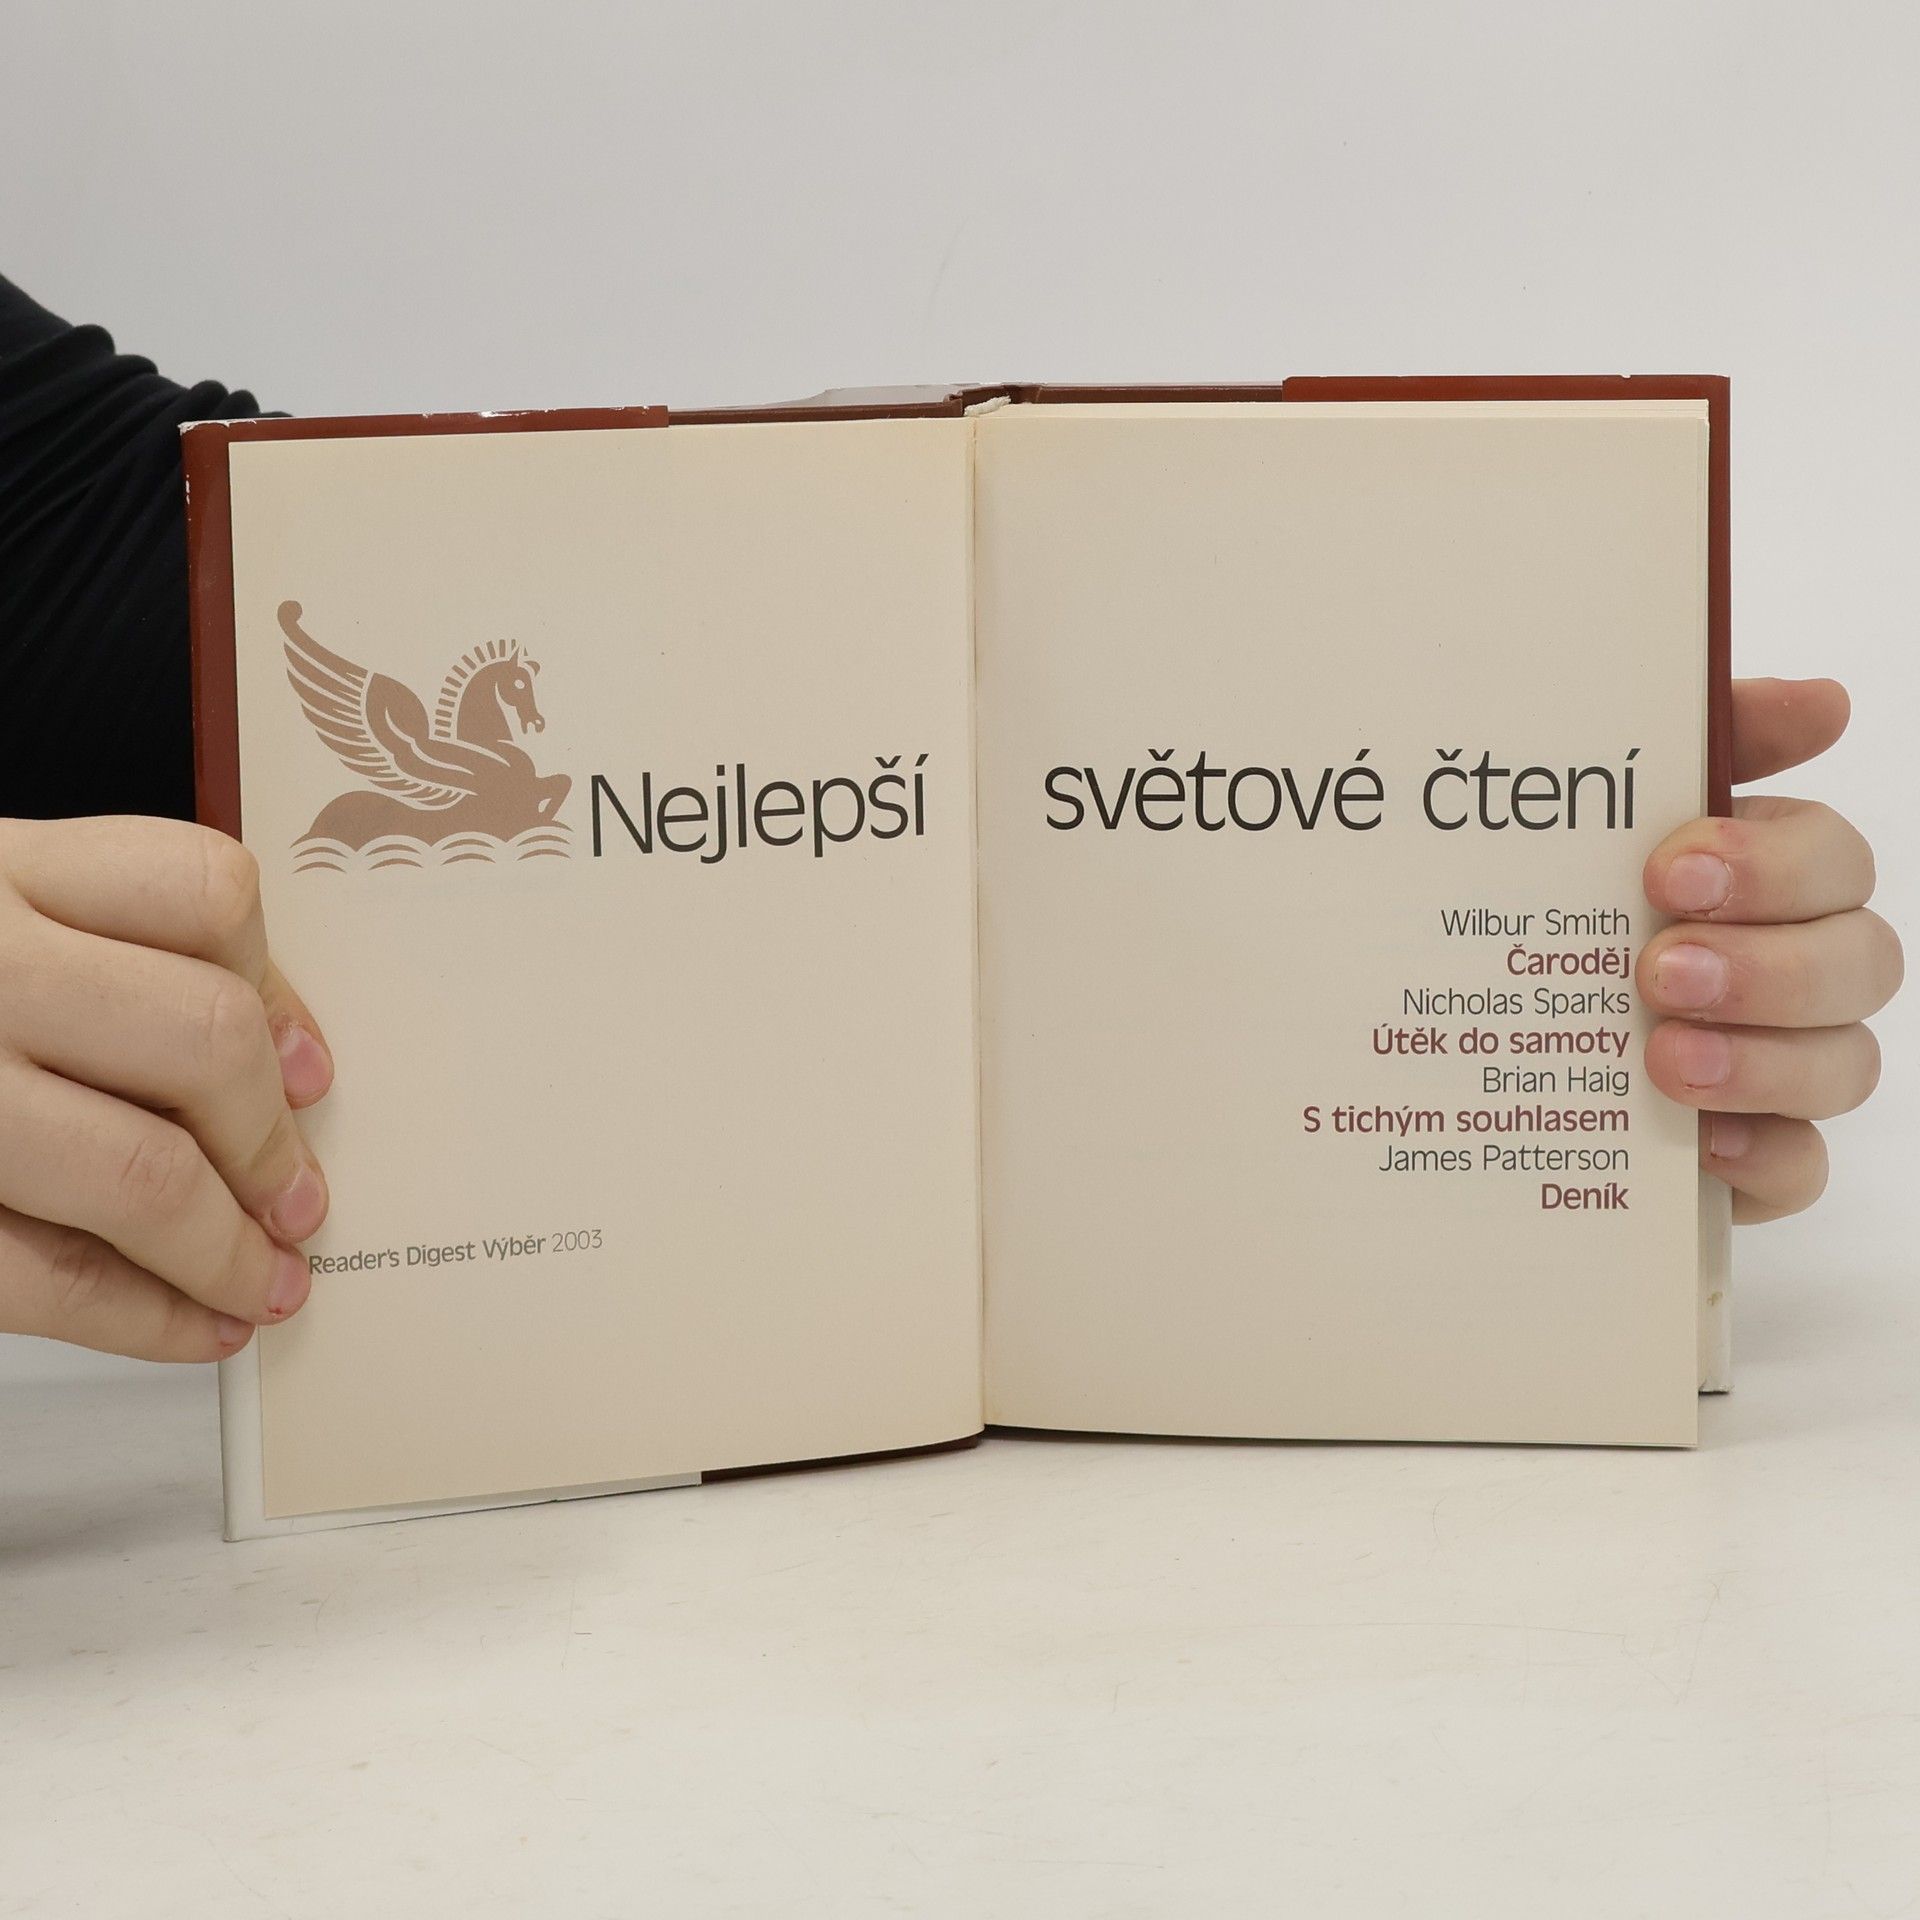 Nejlepší
světové čtení
Wilbur Smith
Čaroděj
Nicholas Sparks
Útěk do samoty
Brian Haig
S tichým souhlasem
James Patterson
Deník
Reader's Digest Výběr 2003